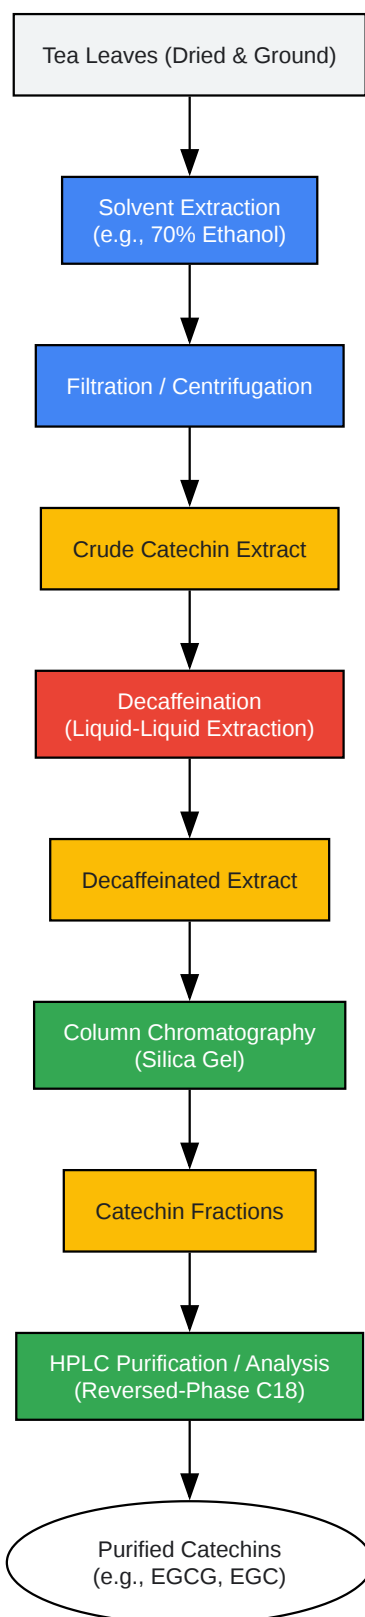 Tea Leaves (Dried & Ground)
Solvent Extraction
(e.g., 70% Ethanol)
Filtration / Centrifugation
Crude Catechin Extract
Decaffeination
(Liquid-Liquid Extraction)
Decaffeinated Extract
Column Chromatography
(Silica Gel)
Catechin Fractions
HPLC Purification / Analysis
(Reversed-Phase C18)
Purified Catechins
(e.g., EGCG, EGC)